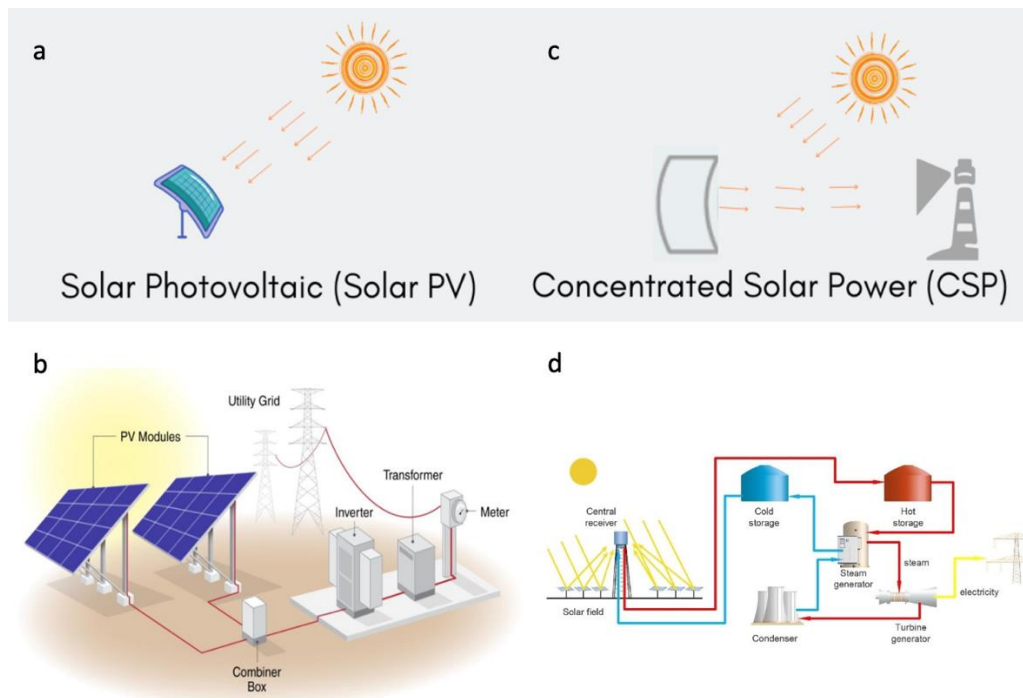 a
Solar Photovoltaic (Solar PV)
c
Concentrated Solar Power (CSP)
b
Utility Grid
PV Modules
Transformer
Inverter
Meter
Combiner
Box
d
Central
receiver
Solar field
Cold
storage
Hot
storage
Steam
generator
steam
electricity
Condenser
Turbine
generator